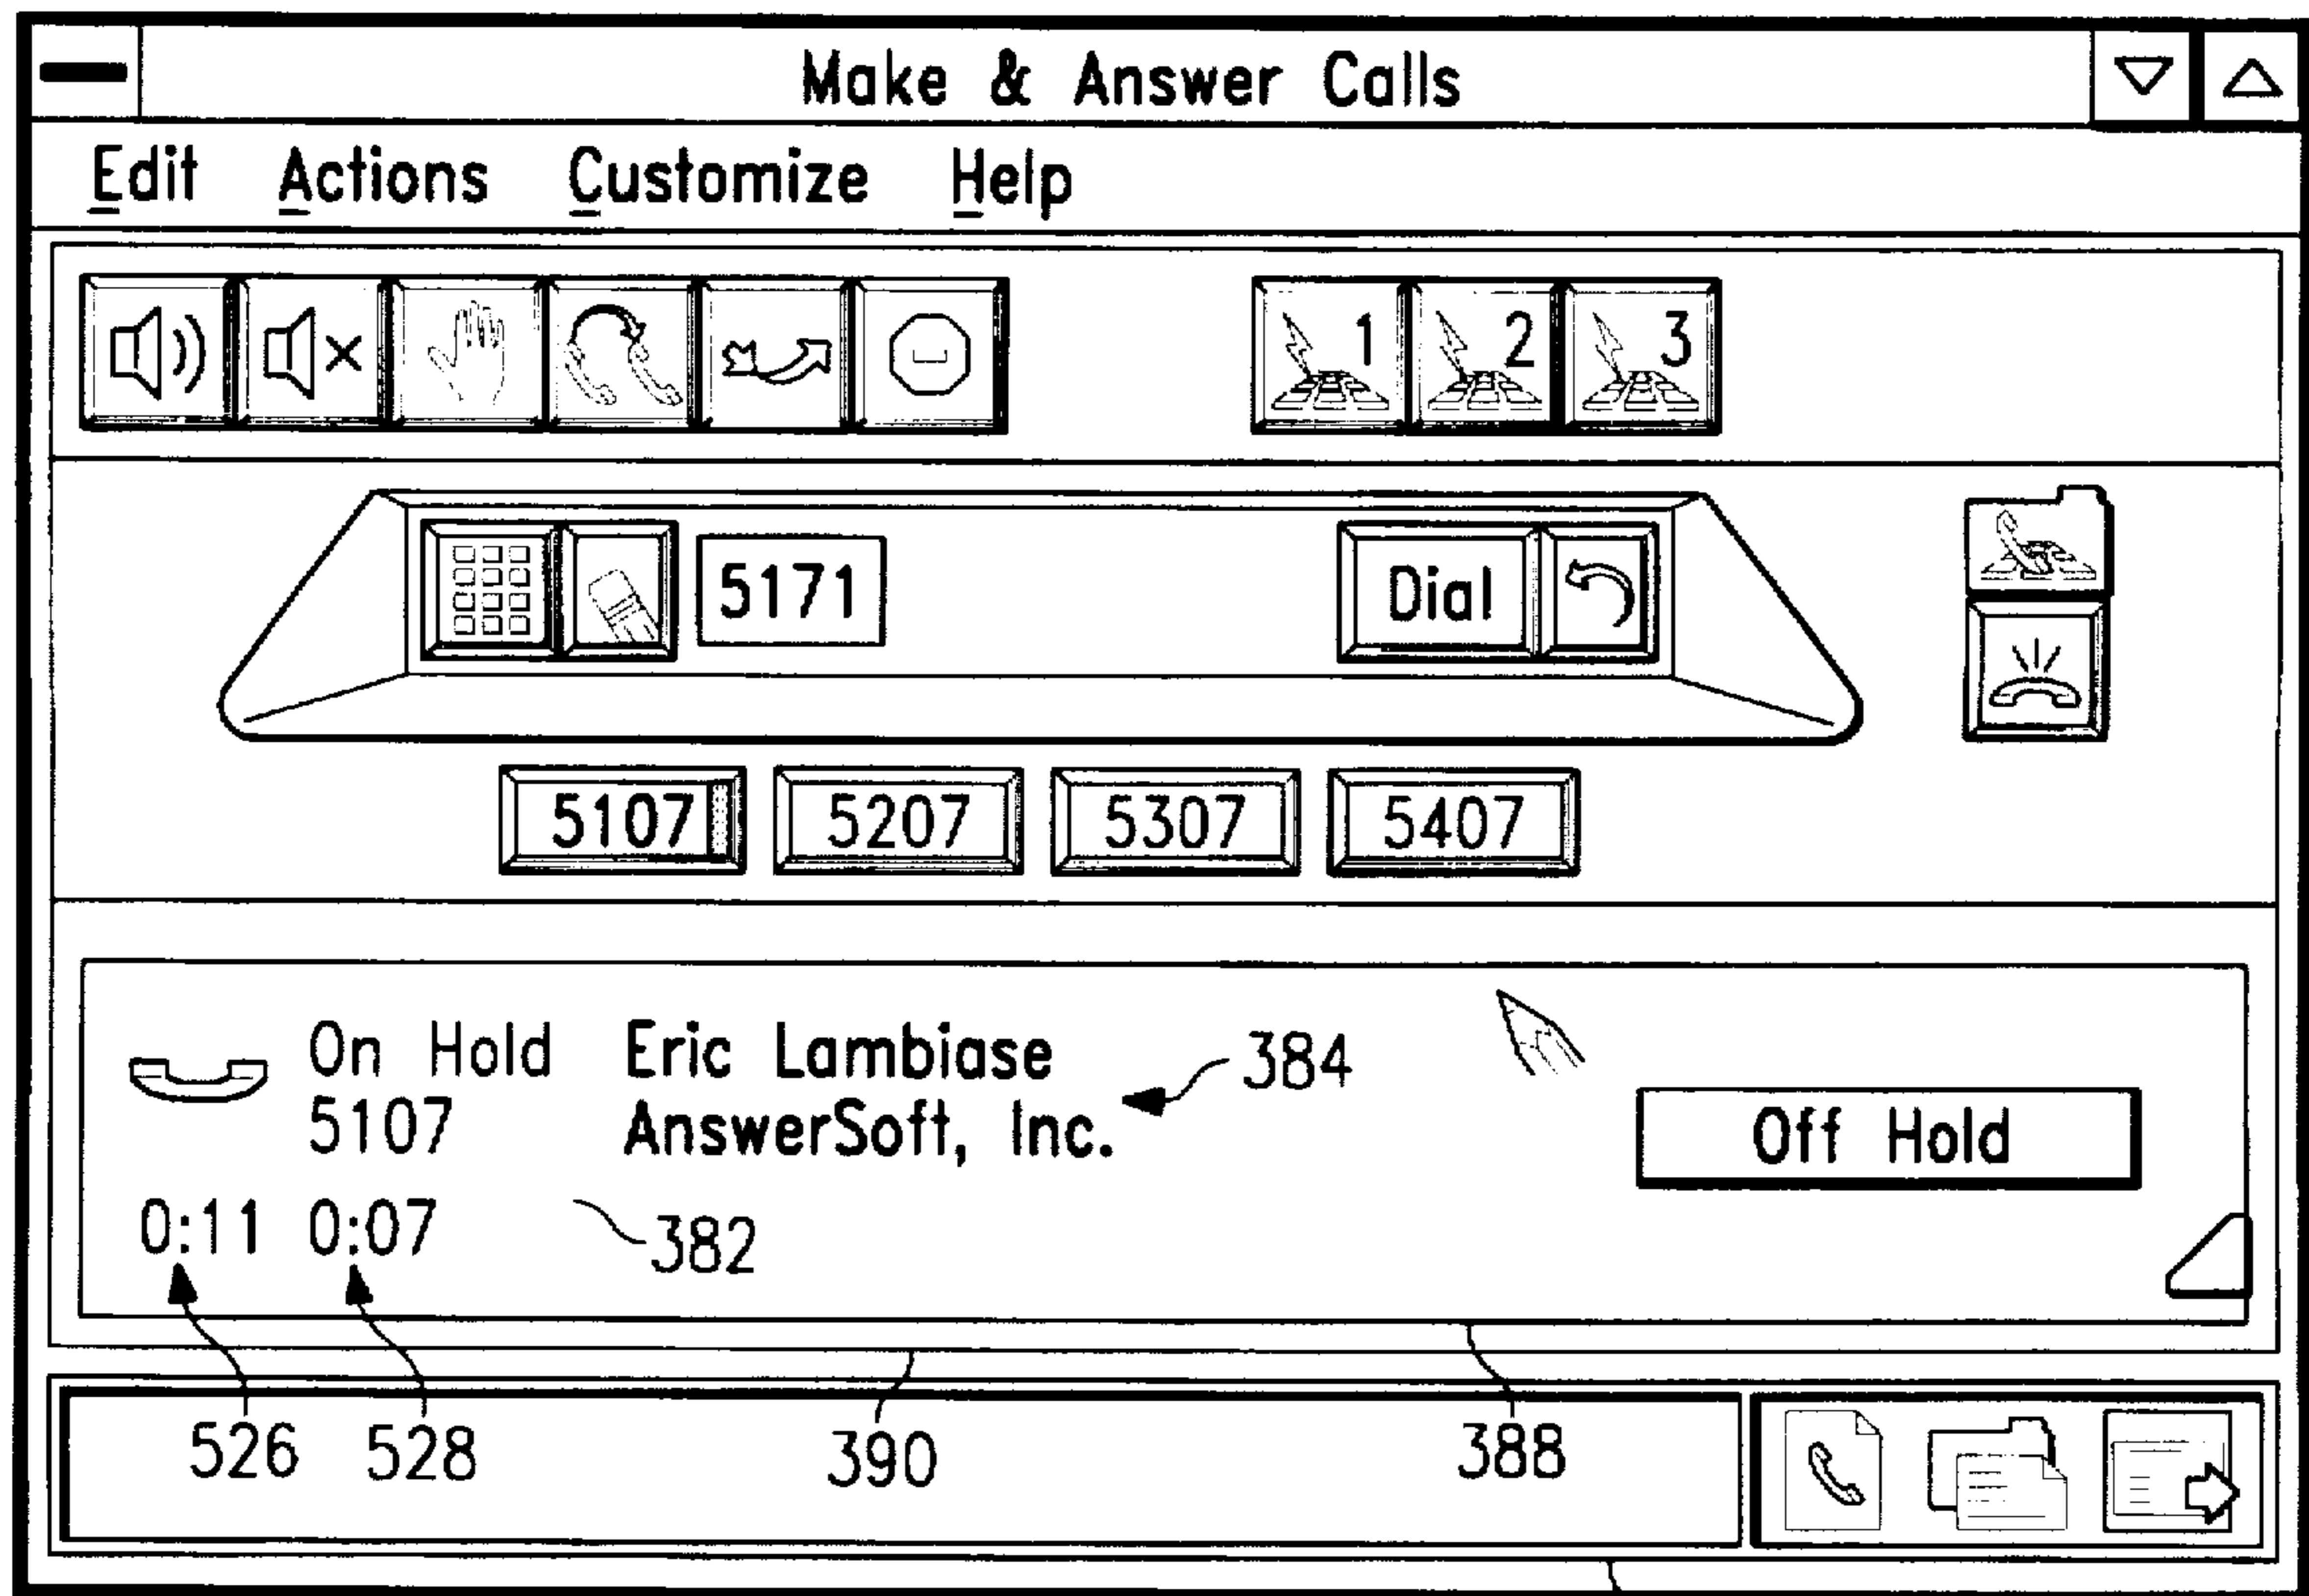 Make & Answer Calls
Edit Actions Customize Help
1 2 3
5171 Dial
5107 5207 5307 5407
On Hold Eric Lambiase 384
5107 AnswerSoft, Inc.
Off Hold
0:11 0:07 382
526 528 390 388